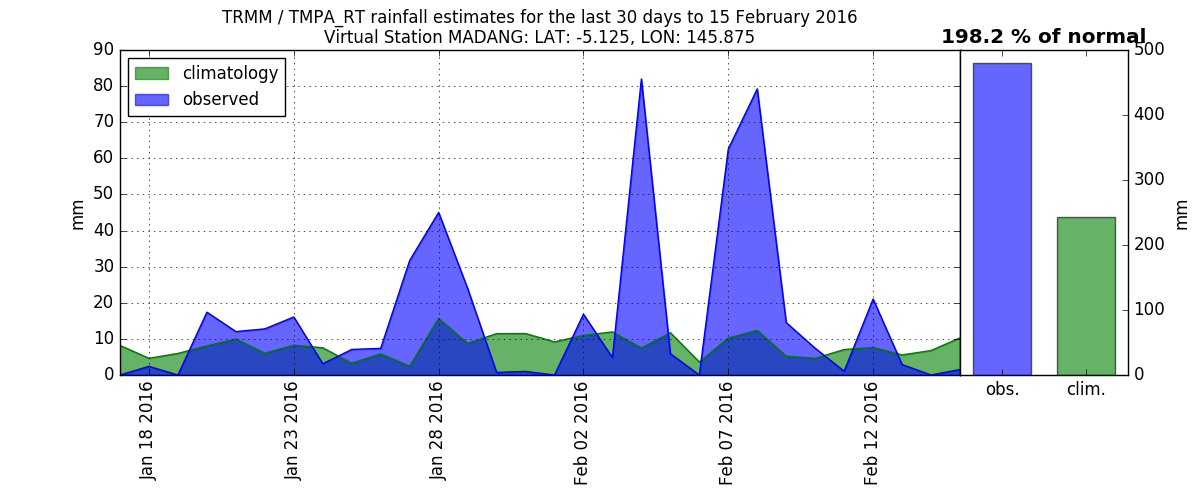 TRMM / TMPA_RT rainfall estimates for the last 30 days to 15 February 2016
Virtual Station MADANG: LAT: -5.125, LON: 145.875
198.2 % of normal
climatology
observed
90
80
70
60
50
40
30
20
10
0
mm
Jan 18 2016
Jan 23 2016
Jan 28 2016
Feb 02 2016
Feb 07 2016
Feb 12 2016
500
400
300
200
100
0
mm
obs.
clim.